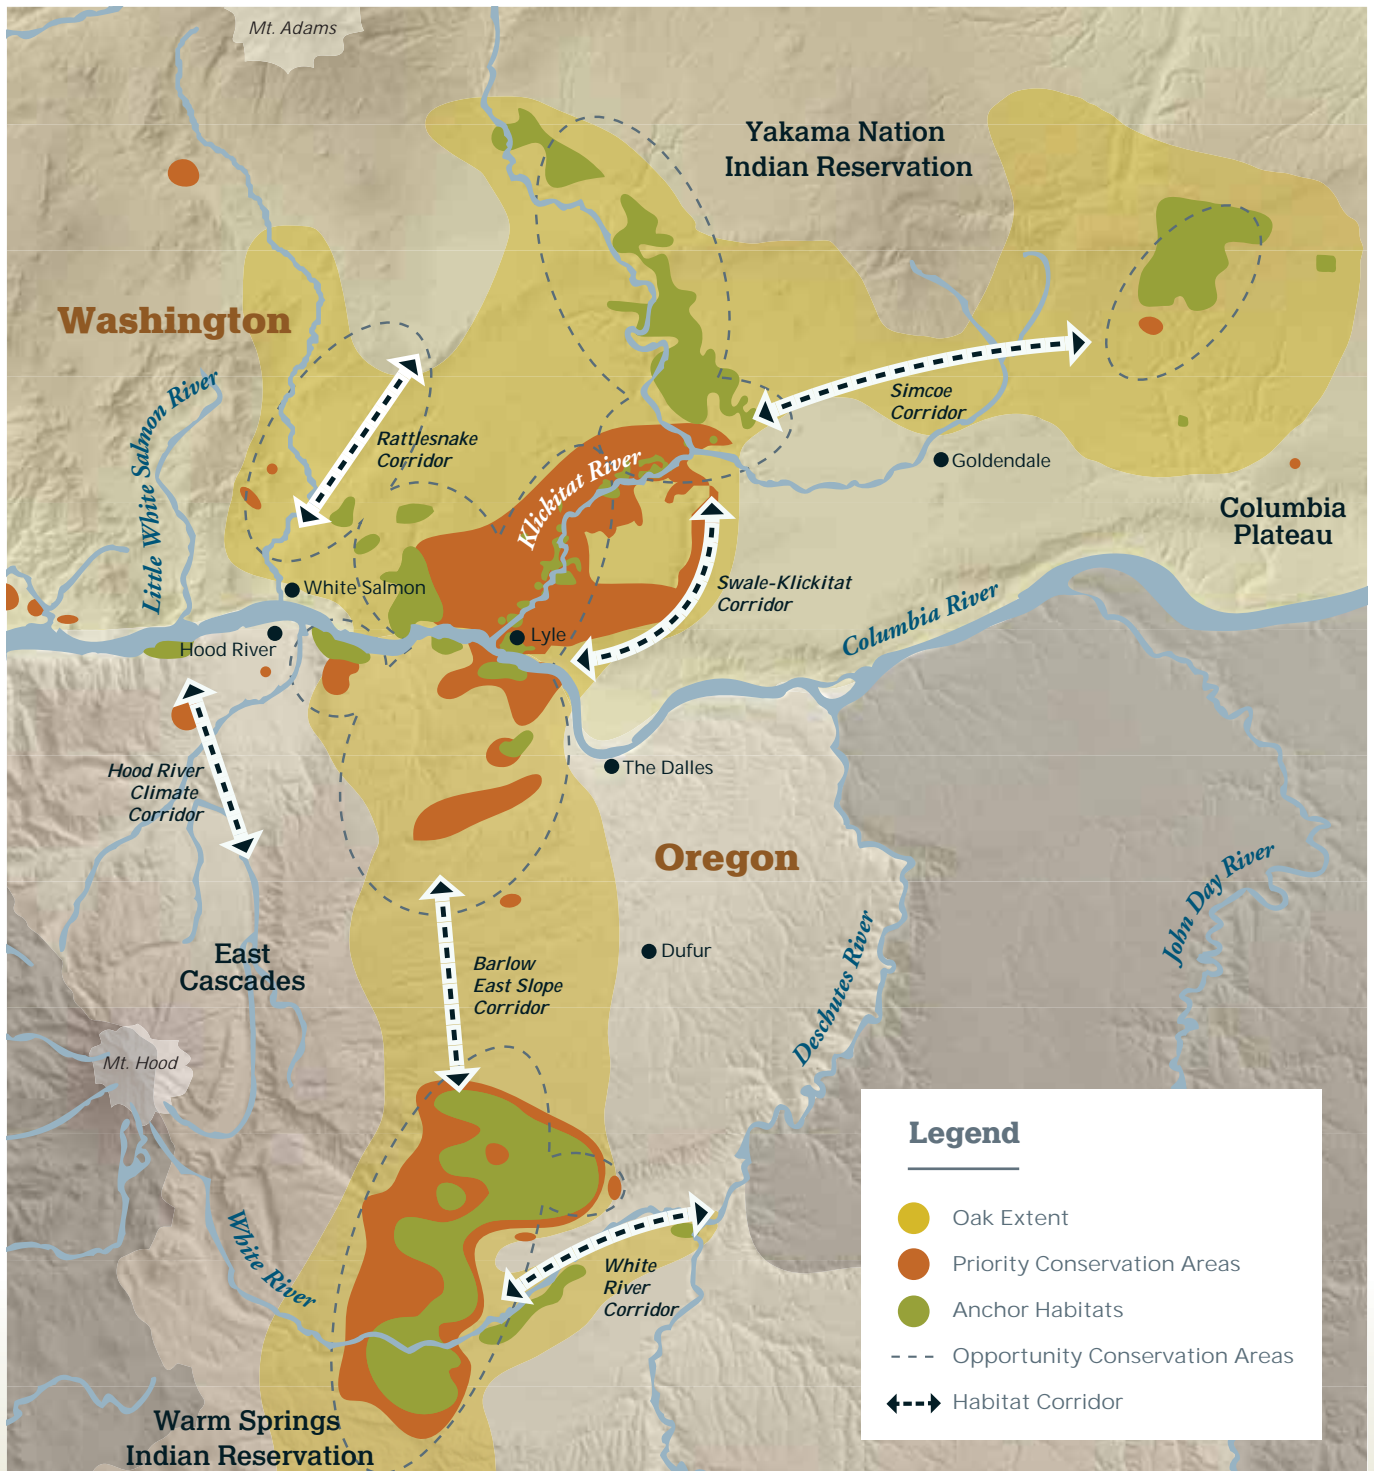 Mt. Adams
Yakama Nation
Indian Reservation
Washington
Little White Salmon River
Rattlesnake
Corridor
Simcoe
Corridor
Klickitat River
Goldendale
Columbia
Plateau
White Salmon
Swale-Klickitat
Corridor
Columbia River
Hood River
Lyle
The Dalles
Hood River
Climate
Corridor
Oregon
John Day River
East
Cascades
Dufur
Barlow
East Slope
Corridor
Deschutes River
Mt. Hood
White River
White
River
Corridor
Warm Springs
Indian Reservation
Legend
Oak Extent
Priority Conservation Areas
Anchor Habitats
Opportunity Conservation Areas
Habitat Corridor